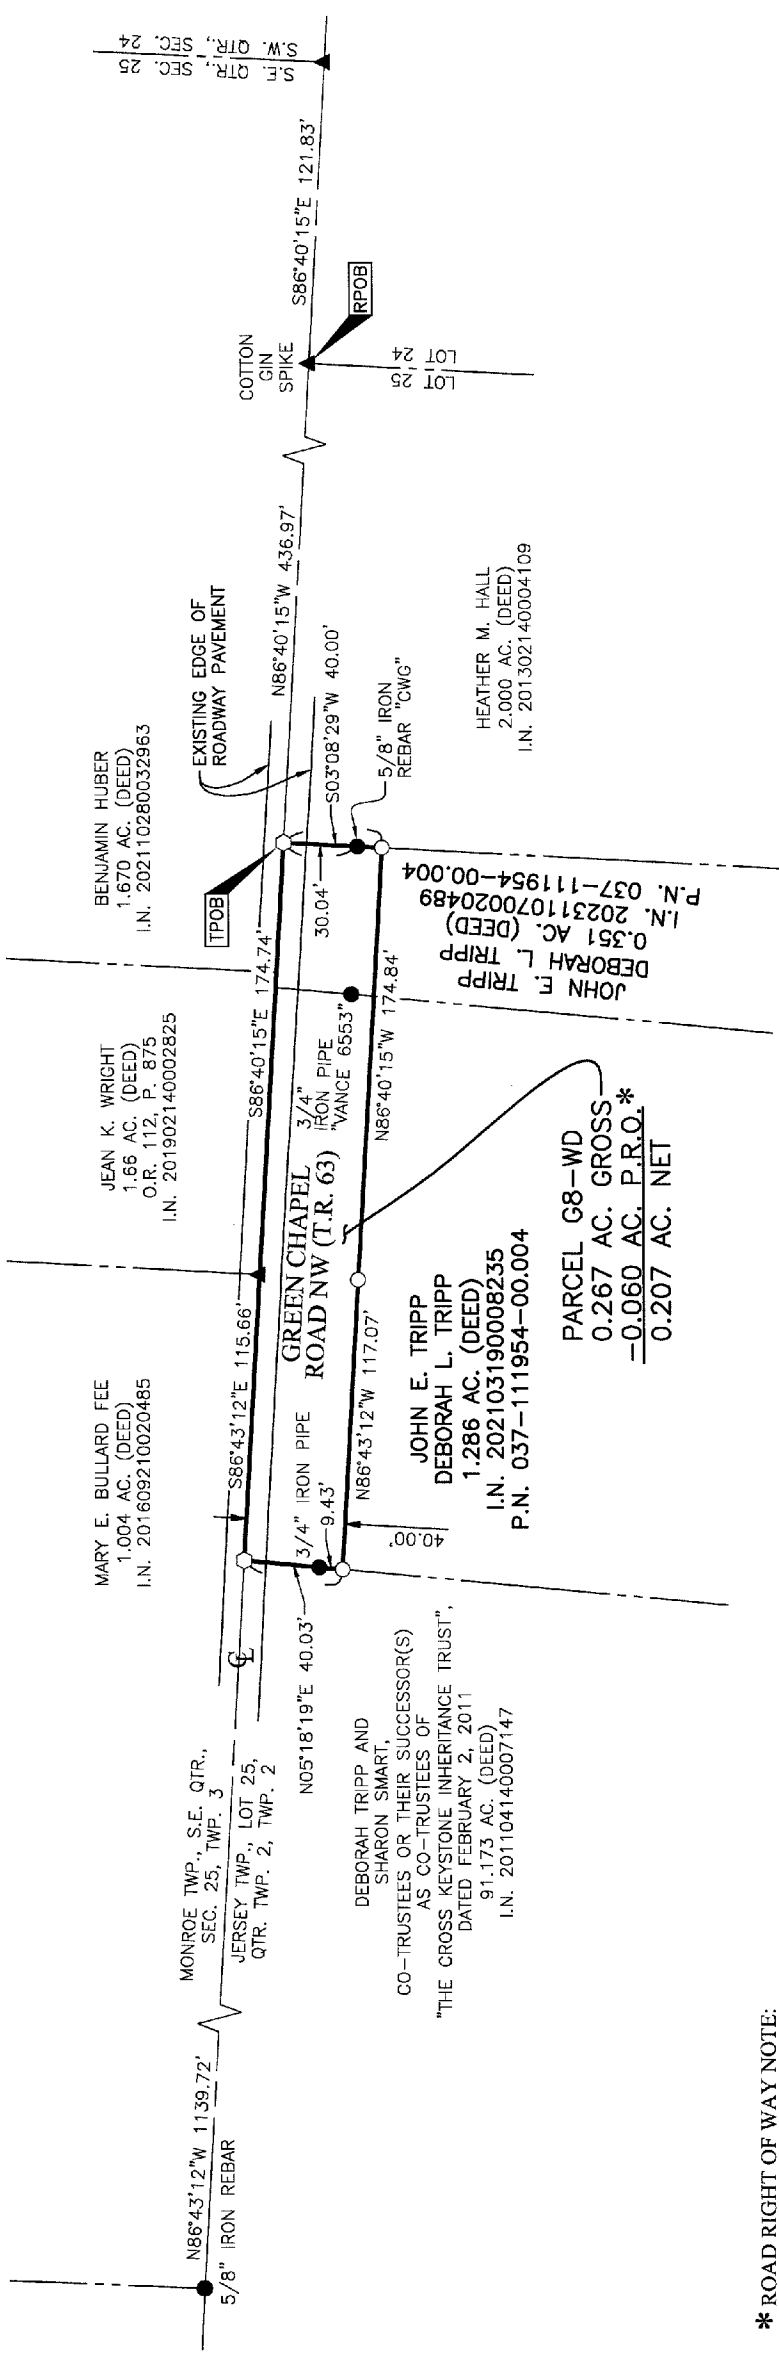 S.W. QTR., SEC. 24
S.E. QTR., SEC. 25
S86°40'15"E 121.83'
RPOB
COTTON
GIN
SPIKE
LOT 24
LOT 25
N86°40'15"W 436.97'
EXISTING EDGE OF
ROADWAY PAVEMENT
BENJAMIN HUBER
1.670 AC. (DEED)
I.N. 202110280032963
HEATHER M. HALL
2.000 AC. (DEED)
I.N. 201302140004109
S03°08'29"W 40.00'
5/8" IRON
REBAR "CWG"
TPOB
30.04'
JOHN E. TRIPP
DEBORAH L. TRIPP
0.351 AC. (DEED)
I.N. 202311070020489
P.N. 037-111954-00.004
S86°40'15"E 174.74'
JEAN K. WRIGHT
1.66 AC. (DEED)
O.R. 112, P. 875
I.N. 201902140002825
3/4"
IRON PIPE
"VANCE 6553"
N86°40'15"W 174.84'
GREEN CHAPEL
ROAD NW (T.R. 63)
PARCEL G8-WD
0.267 AC. GROSS
-0.060 AC. P.R.O.*
0.207 AC. NET
JOHN E. TRIPP
DEBORAH L. TRIPP
1.286 AC. (DEED)
I.N. 202103190008235
P.N. 037-111954-00.004
S86°43'12"E 115.66'
N86°43'12"W 117.07'
MARY E. BULLARD FEE
1.004 AC. (DEED)
I.N. 201609210020485
3/4" IRON PIPE
9.43'
40.00'
N05°18'19"E 40.03'
CL
DEBORAH TRIPP AND
SHARON SMART,
CO-TRUSTEES OR THEIR SUCCESSOR(S)
AS CO-TRUSTEES OF
"THE CROSS KEYSTONE INHERITANCE TRUST",
DATED FEBRUARY 2, 2011
91.173 AC. (DEED)
I.N. 201104140007147
MONROE TWP., S.E. QTR.,
SEC. 25, TWP. 3
JERSEY TWP., LOT 25,
QTR. TWP. 2, TWP. 2
N86°43'12"W 1139.72'
5/8" IRON REBAR
* ROAD RIGHT OF WAY NOTE: